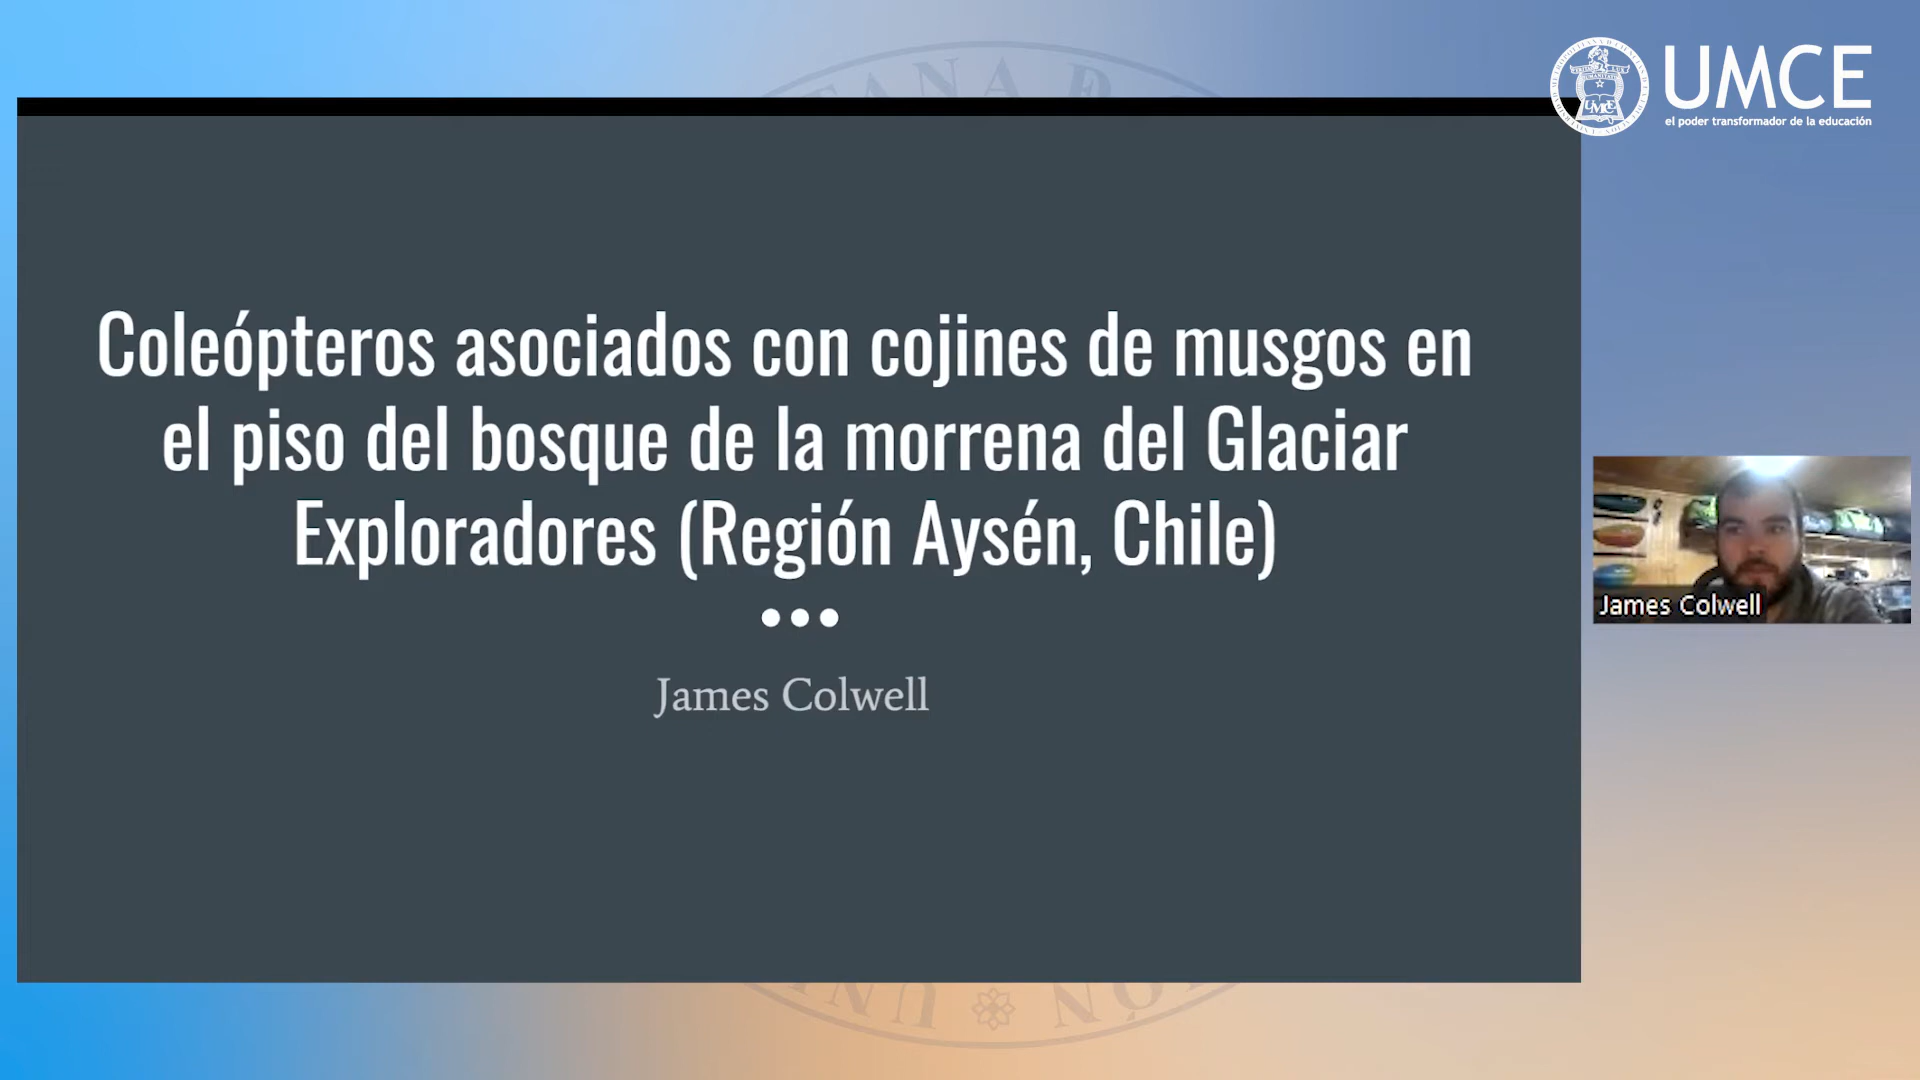 UMCE
el poder transformador de la educación
Coleópteros asociados con cojines de musgos en
el piso del bosque de la morrena del Glaciar
Exploradores (Región Aysén, Chile)
James Colwell
James Colwell